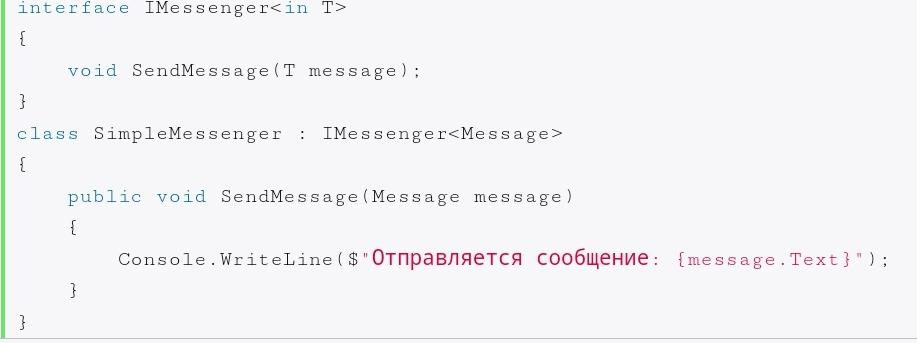 interface IMessenger<in T>
{
    void SendMessage(T message);
}
class SimpleMessenger : IMessenger<Message>
{
    public void SendMessage(Message message)
    {
        Console.WriteLine($"Отправляется сообщение: {message.Text}");
    }
}